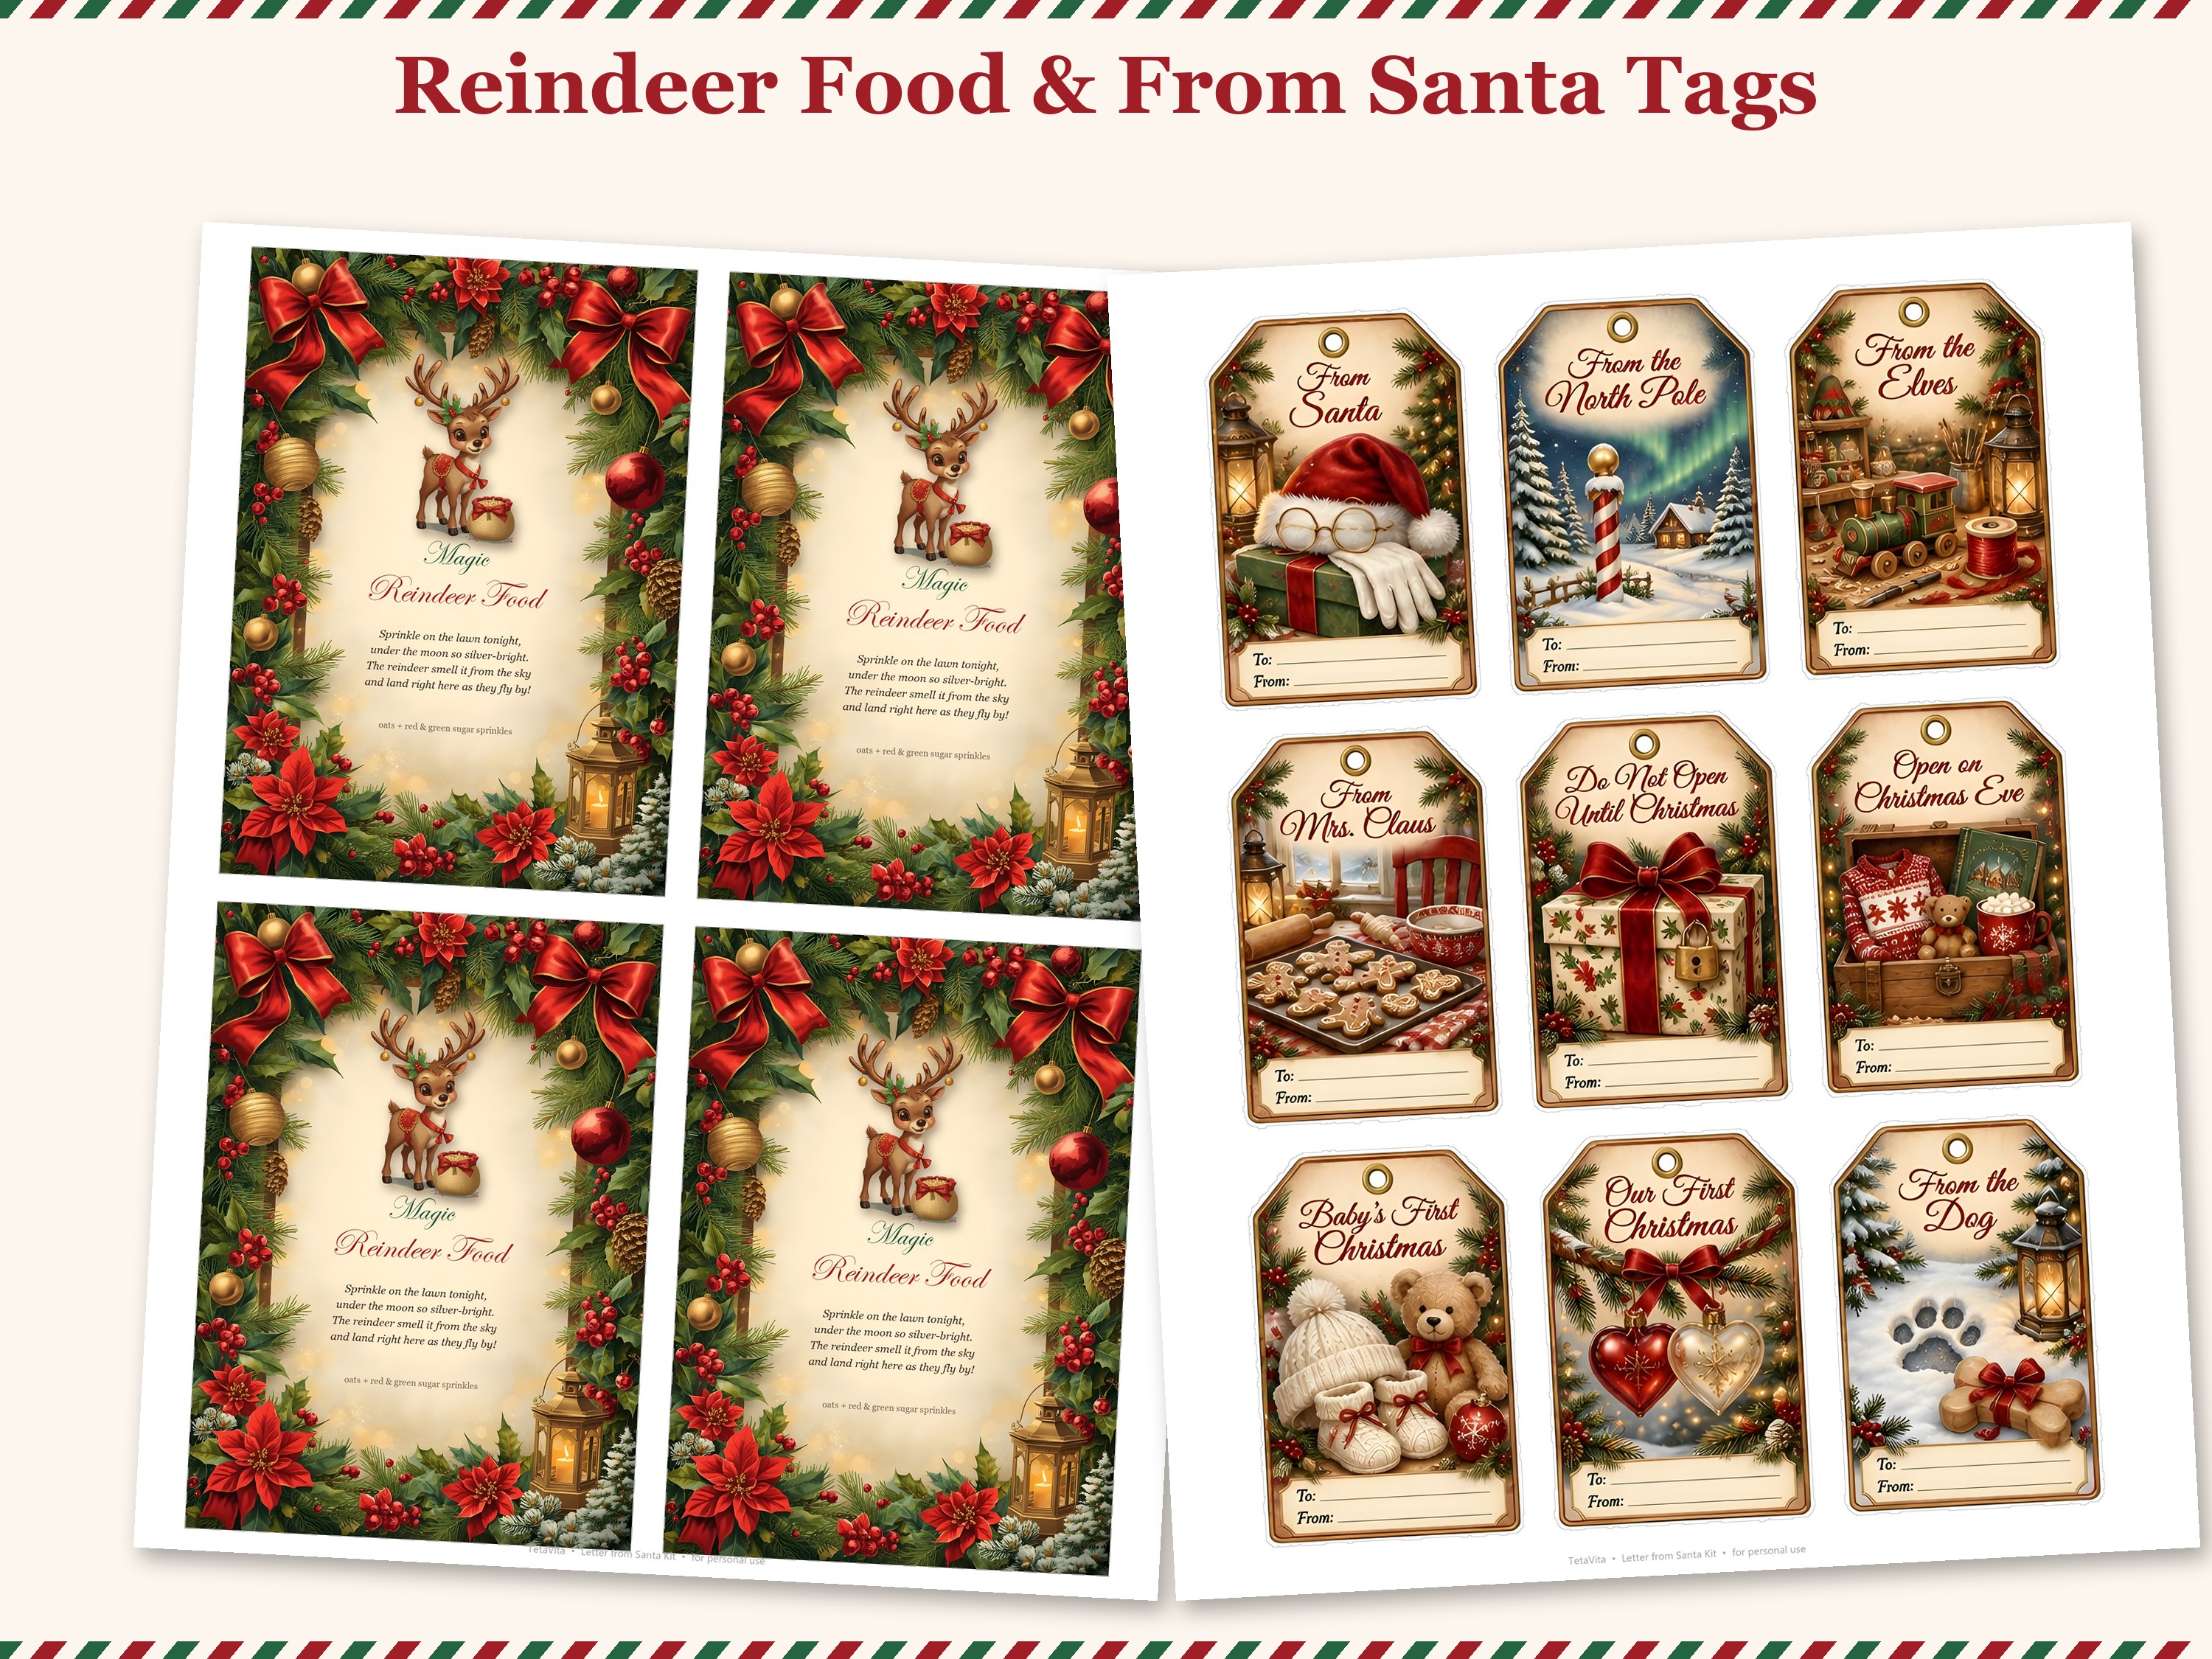 Reindeer Food & From Santa Tags
Magic
Reindeer Food
Sprinkle on the lawn tonight,
under the moon so silver-bright.
The reindeer smell it from the sky
and land right here as they fly by!
oats + red & green sugar sprinkles
Magic
Reindeer Food
Sprinkle on the lawn tonight,
under the moon so silver-bright.
The reindeer smell it from the sky
and land right here as they fly by!
oats + red & green sugar sprinkles
Magic
Reindeer Food
Sprinkle on the lawn tonight,
under the moon so silver-bright.
The reindeer smell it from the sky
and land right here as they fly by!
oats + red & green sugar sprinkles
Magic
Reindeer Food
Sprinkle on the lawn tonight,
under the moon so silver-bright.
The reindeer smell it from the sky
and land right here as they fly by!
oats + red & green sugar sprinkles
TetaVita • Letter from Santa Kit • for personal use
From
Santa
To:
From:
From the
North Pole
To:
From:
From the
Elves
To:
From:
From
Mrs. Claus
To:
From:
Do Not Open
Until Christmas
To:
From:
Open on
Christmas Eve
To:
From:
Baby's First
Christmas
To:
From:
Our First
Christmas
To:
From:
From the
Dog
To:
From:
TetaVita • Letter from Santa Kit • for personal use